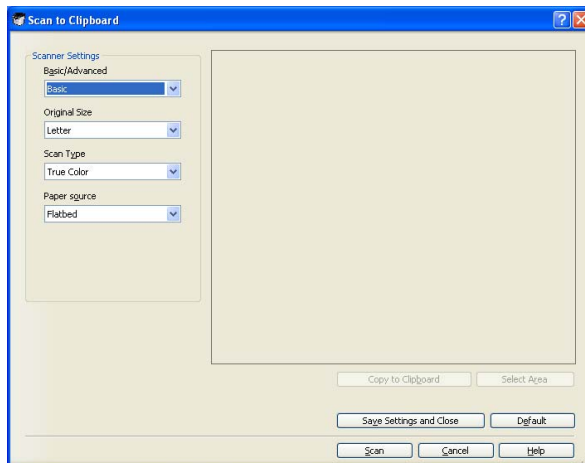 Scan to Clipboard
Scanner Settings
Basic/Advanced
Basic
Original Size
Letter
Scan Type
True Color
Paper source
Flatbed
Copy to Clipboard
Select Area
Save Settings and Close
Default
Scan
Cancel
Help